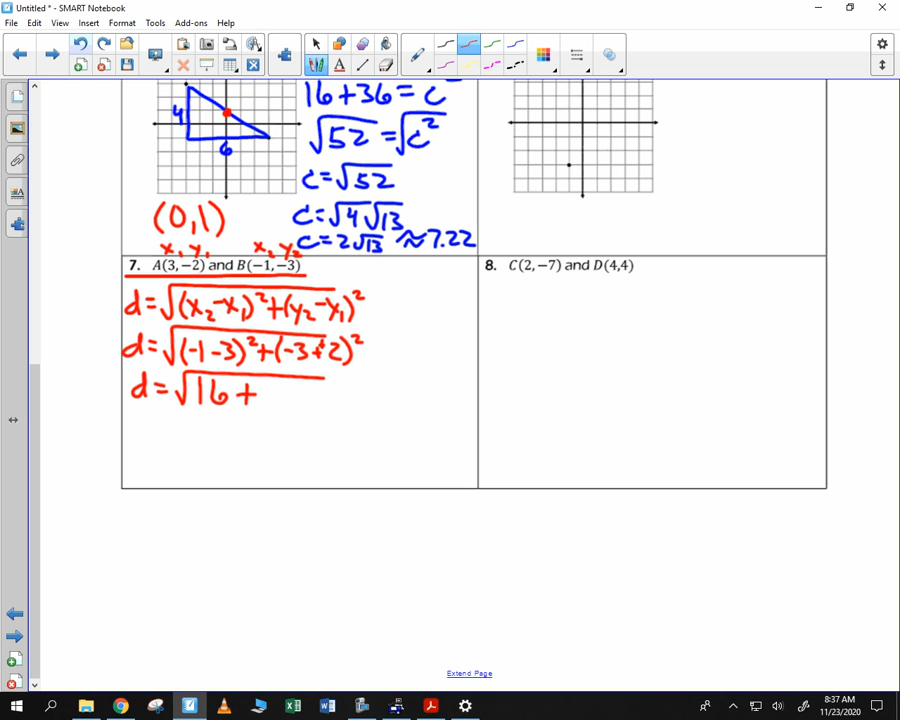 Untitled * - SMART Notebook
File Edit View Insert Format Tools Add-ons Help
16+36=c
4
√52 = √c²
6
c=√52
(0,1)
c=√4√13
c=2√13 ≈7.22
x₁ y₁ x₂ y₂
7. A(3,−2) and B(−1,−3)
8. C(2,−7) and D(4,4)
d=√(x₂−x₁)²+(y₂−y₁)²
d=√(-1-3)²+(-3+2)²
d=√16+
Extend Page
8:37 AM
11/23/2020